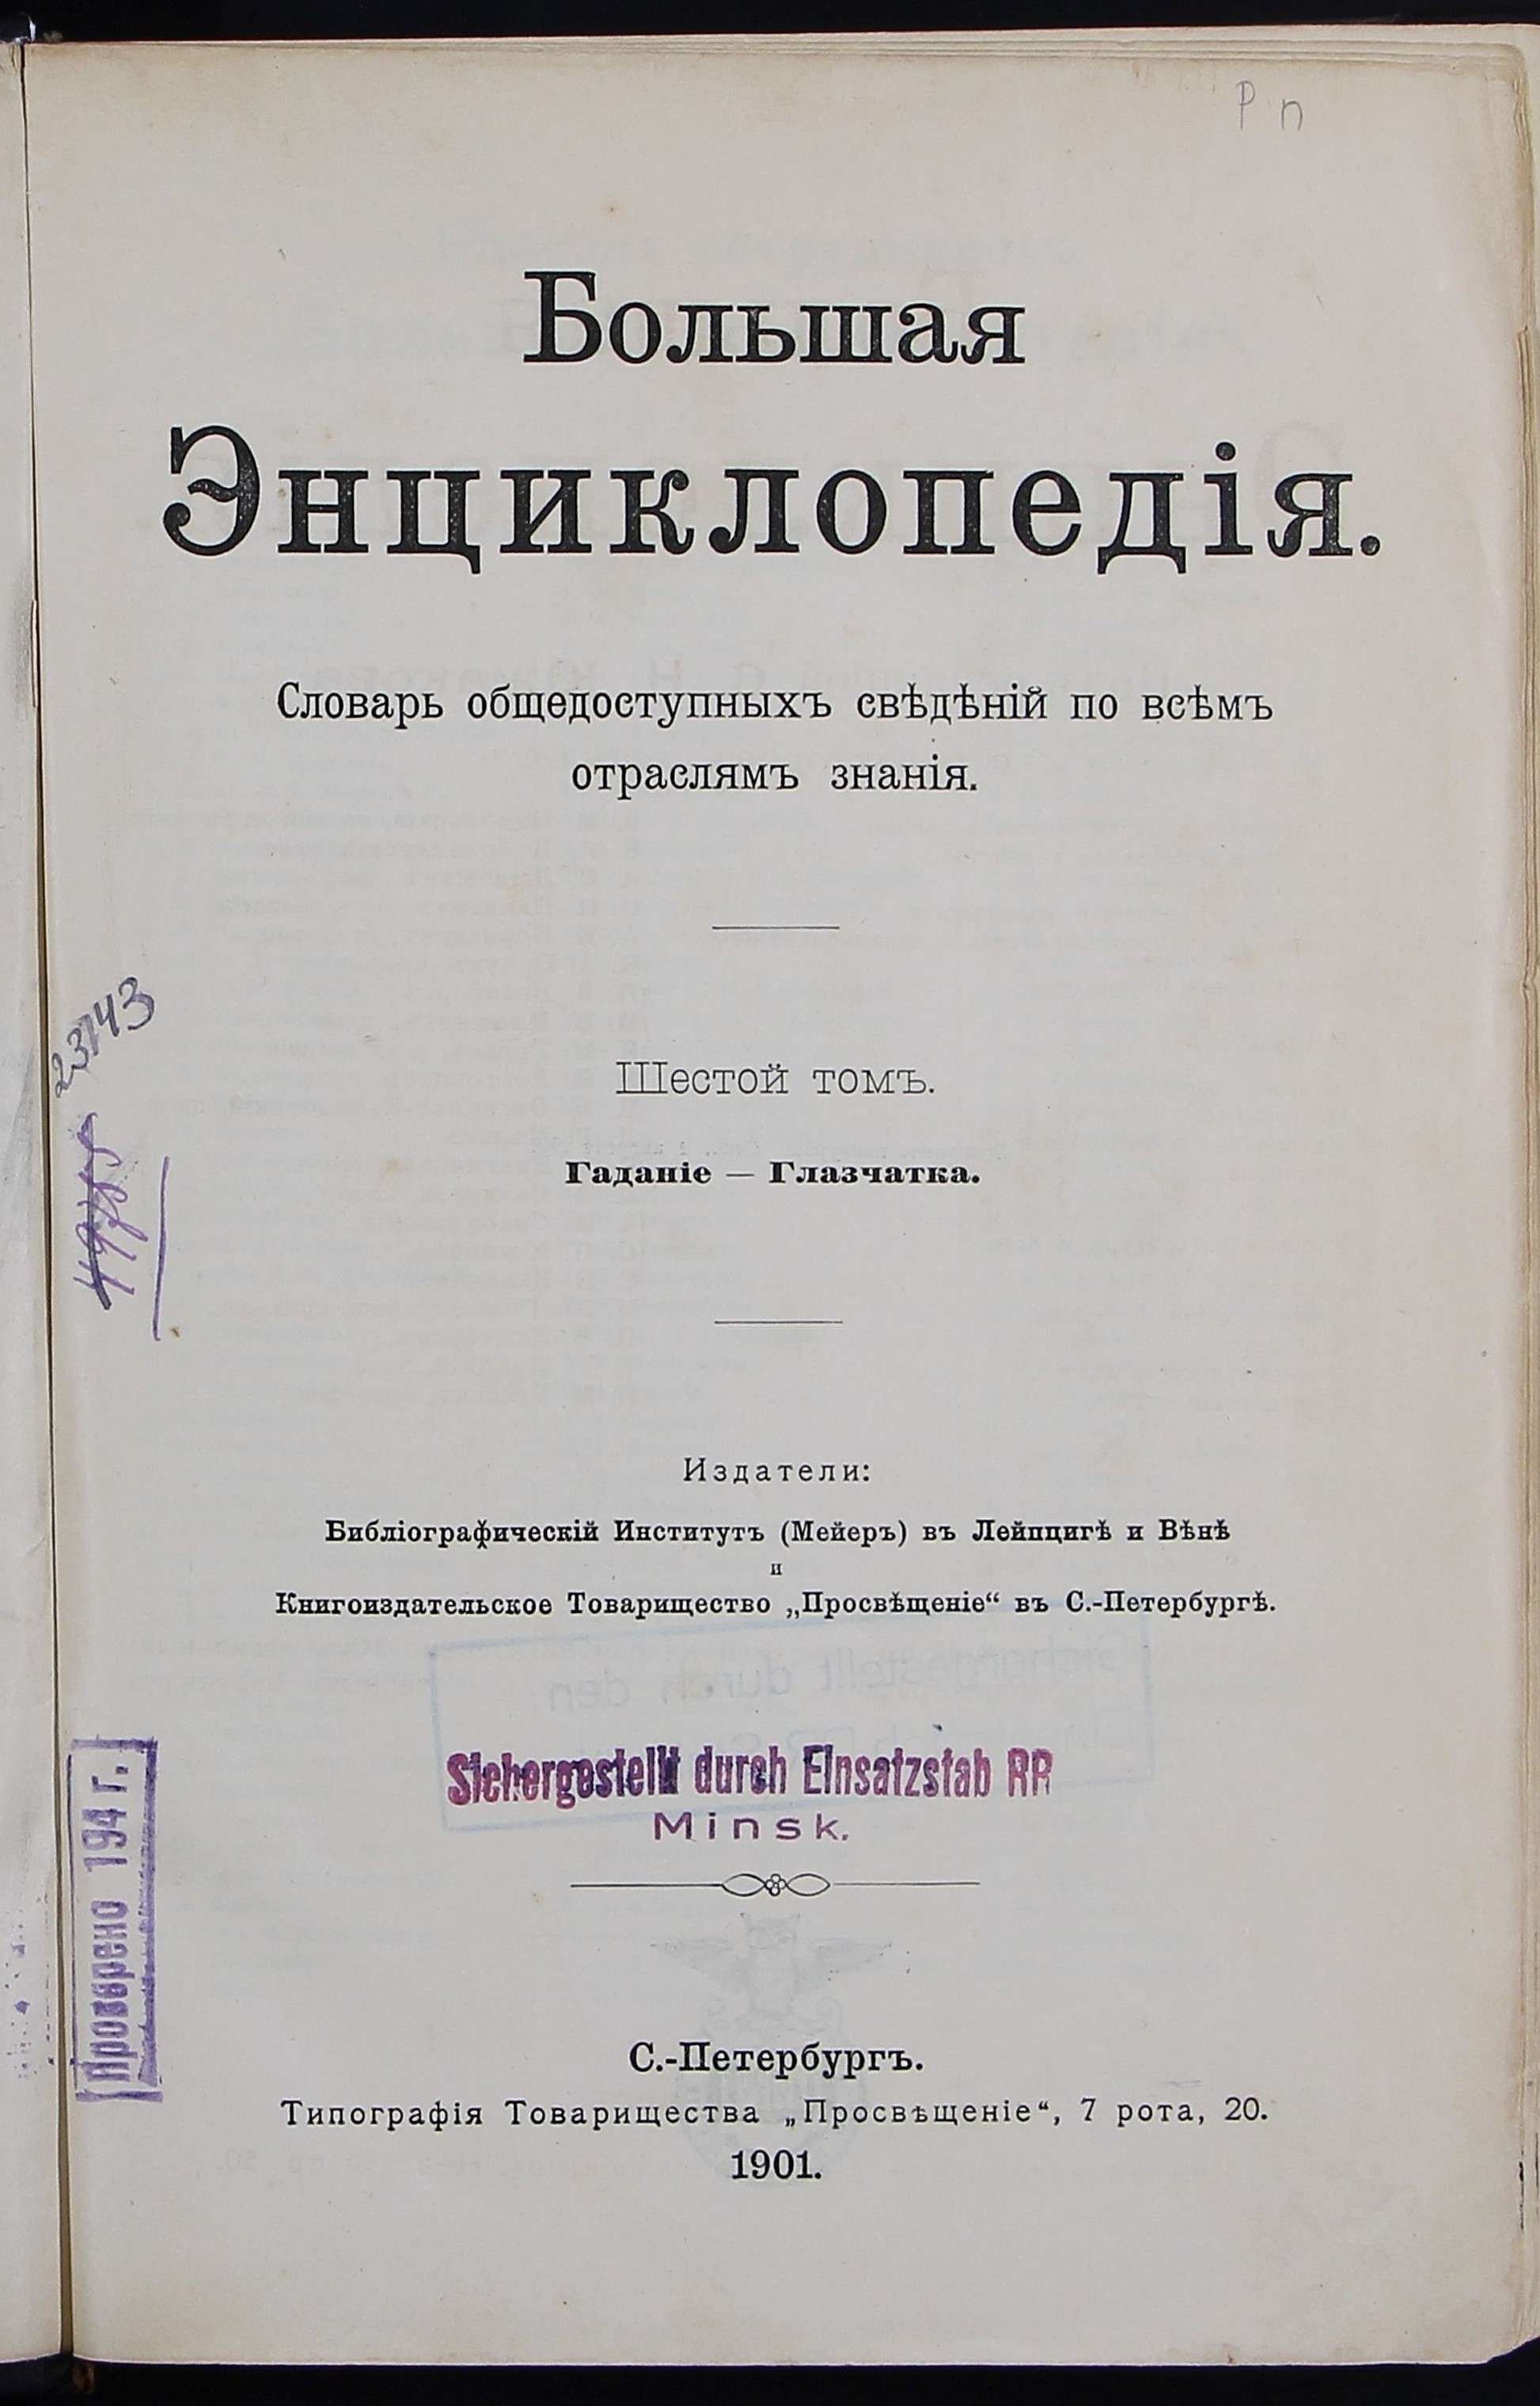 Р п
Большая
Энциклопедія.
Словарь общедоступныхъ свѣдѣній по всѣмъ
отраслямъ знанія.
23143
Шестой томъ.
Гаданіе — Глазчатка.
Издатели:
Библіографическій Институтъ (Мейеръ) въ Лейпцигѣ и Вѣнѣ
и
Книгоиздательское Товарищество „Просвѣщеніе“ въ С.-Петербургѣ.
Sichergestellt durch Einsatzstab RR
Minsk.
Проверено 194 г.
С.-Петербургъ.
Типографія Товарищества „Просвѣщеніе“, 7 рота, 20.
1901.